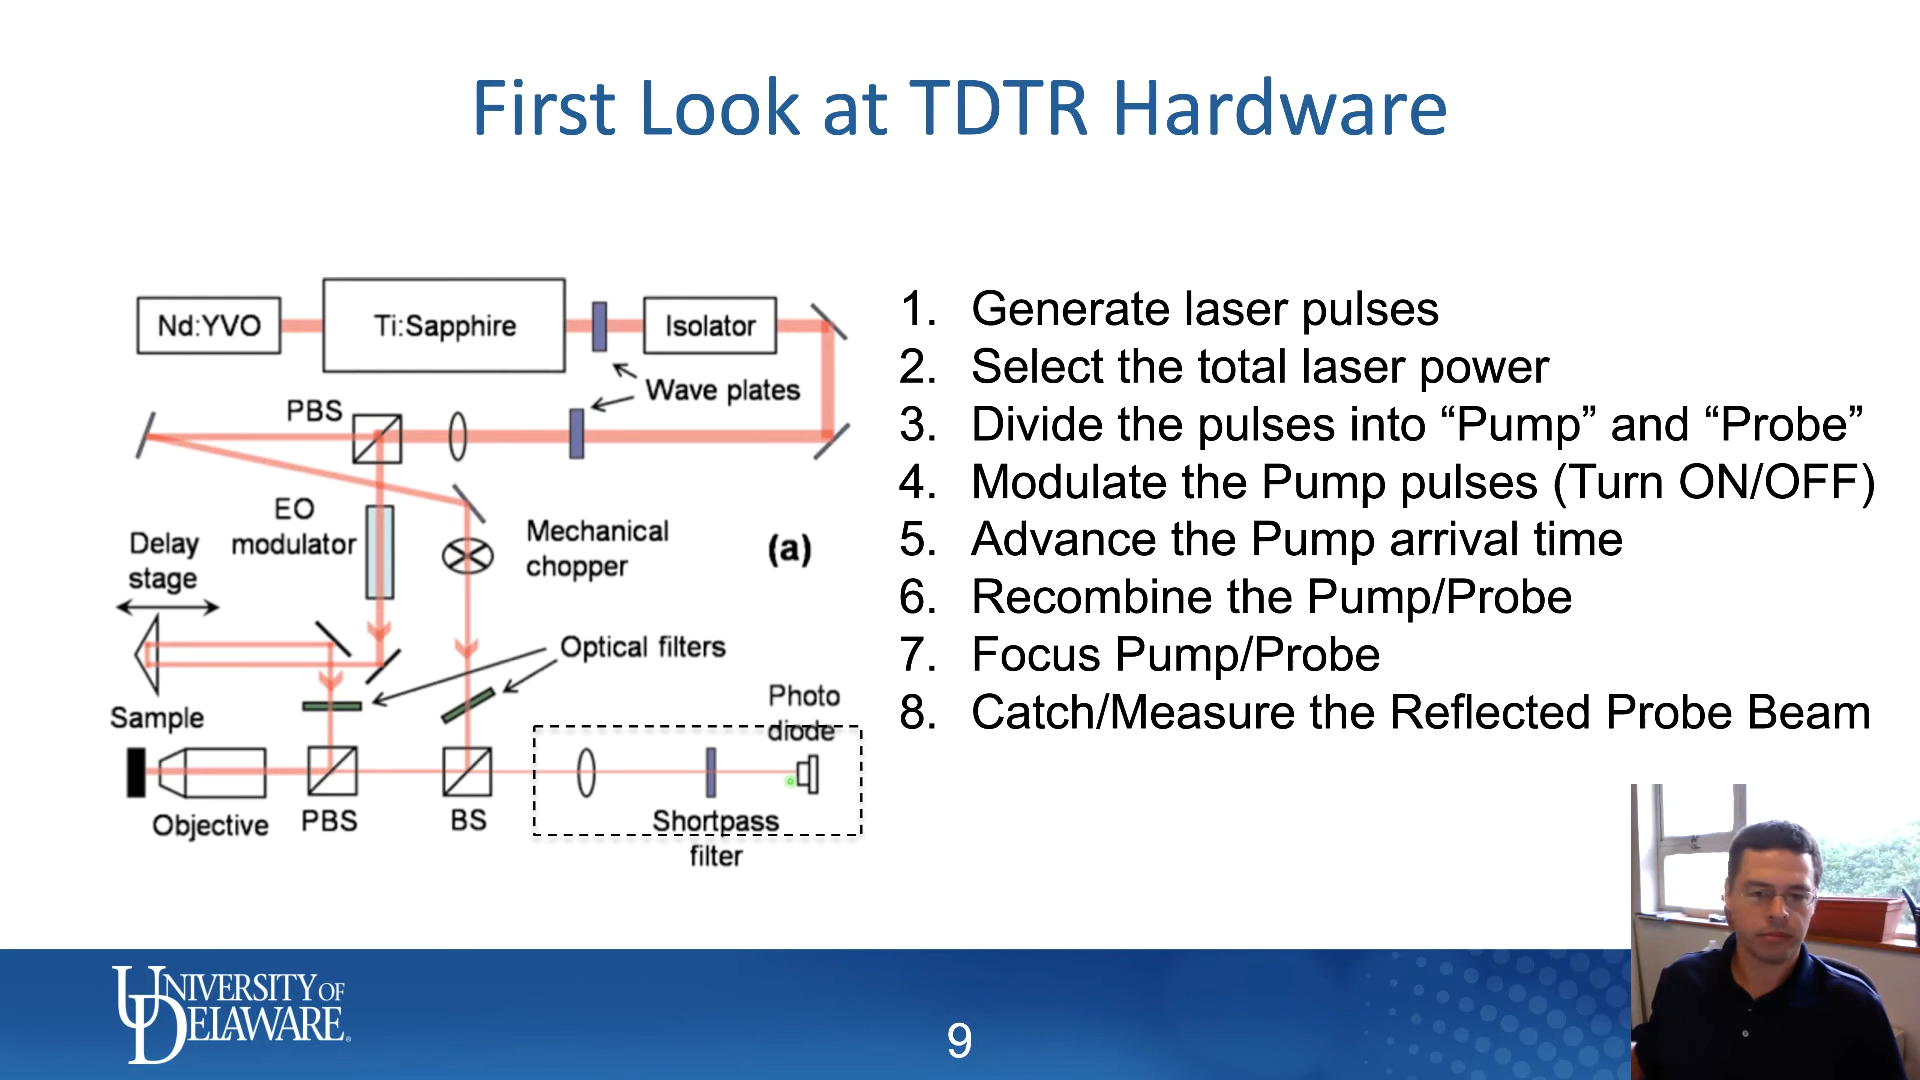 First Look at TDTR Hardware
Nd:YVO
Ti:Sapphire
Isolator
Wave plates
PBS
EO
modulator
Delay
stage
Mechanical
chopper
(a)
Optical filters
Sample
Photo
diode
Objective
PBS
BS
Shortpass
filter
1. Generate laser pulses
2. Select the total laser power
3. Divide the pulses into “Pump” and “Probe”
4. Modulate the Pump pulses (Turn ON/OFF)
5. Advance the Pump arrival time
6. Recombine the Pump/Probe
7. Focus Pump/Probe
8. Catch/Measure the Reflected Probe Beam
UNIVERSITY OF
DELAWARE
9